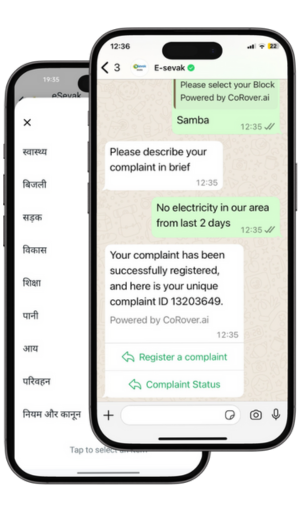 19:35
eSevak
×
स्वास्थ्य
बिजली
सड़क
विकास
शिक्षा
पानी
आय
परिवहन
नियम और कानून
Tap to select an item
12:36
22
3
E-sevak
Please select your Block
Powered by CoRover.ai
Samba
12:35
Please describe your
complaint in brief
12:35
No electricity in our area
from last 2 days
12:35
Your complaint has been
successfully registered,
and here is your unique
complaint ID 13203649.
Powered by CoRover.ai
12:35
Register a complaint
Complaint Status